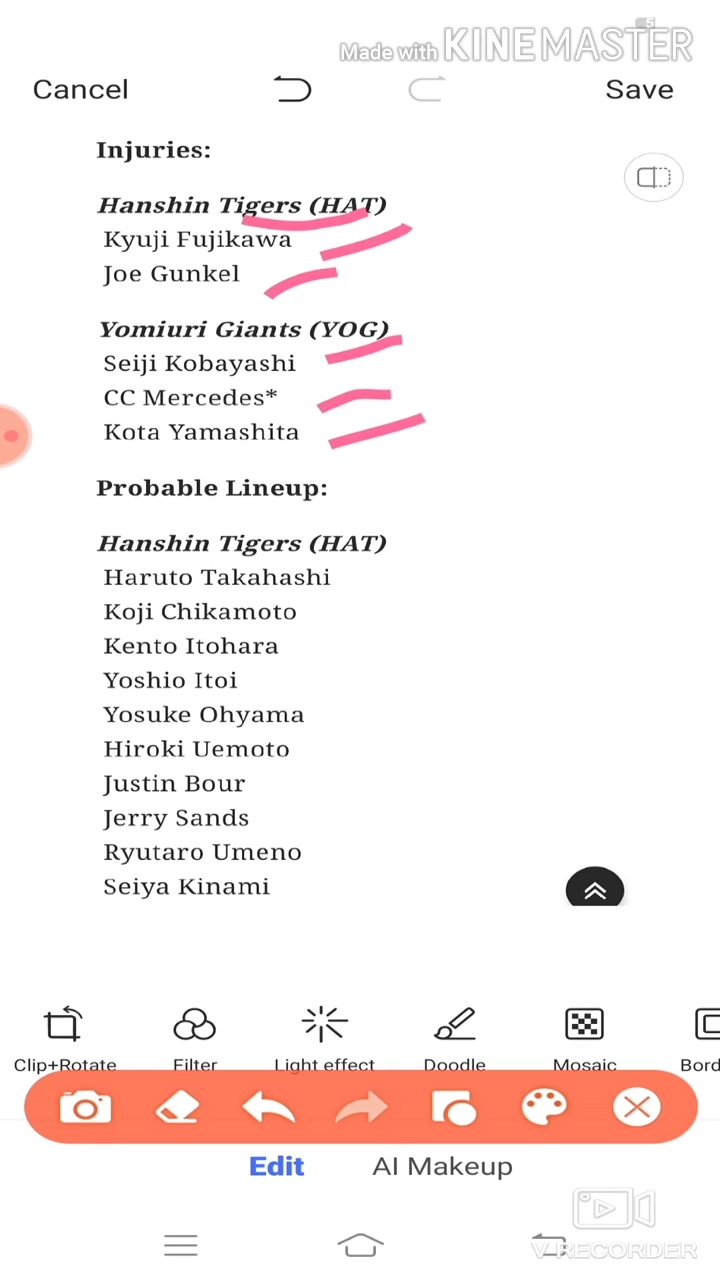 5
Made with KINEMASTER
Cancel
Save
Injuries:
Hanshin Tigers (HAT)
Kyuji Fujikawa
Joe Gunkel
Yomiuri Giants (YOG)
Seiji Kobayashi
CC Mercedes*
Kota Yamashita
Probable Lineup:
Hanshin Tigers (HAT)
Haruto Takahashi
Koji Chikamoto
Kento Itohara
Yoshio Itoi
Yosuke Ohyama
Hiroki Uemoto
Justin Bour
Jerry Sands
Ryutaro Umeno
Seiya Kinami
Clip+Rotate Filter Light effect Doodle Mosaic Bord
Edit AI Makeup
V RECORDER